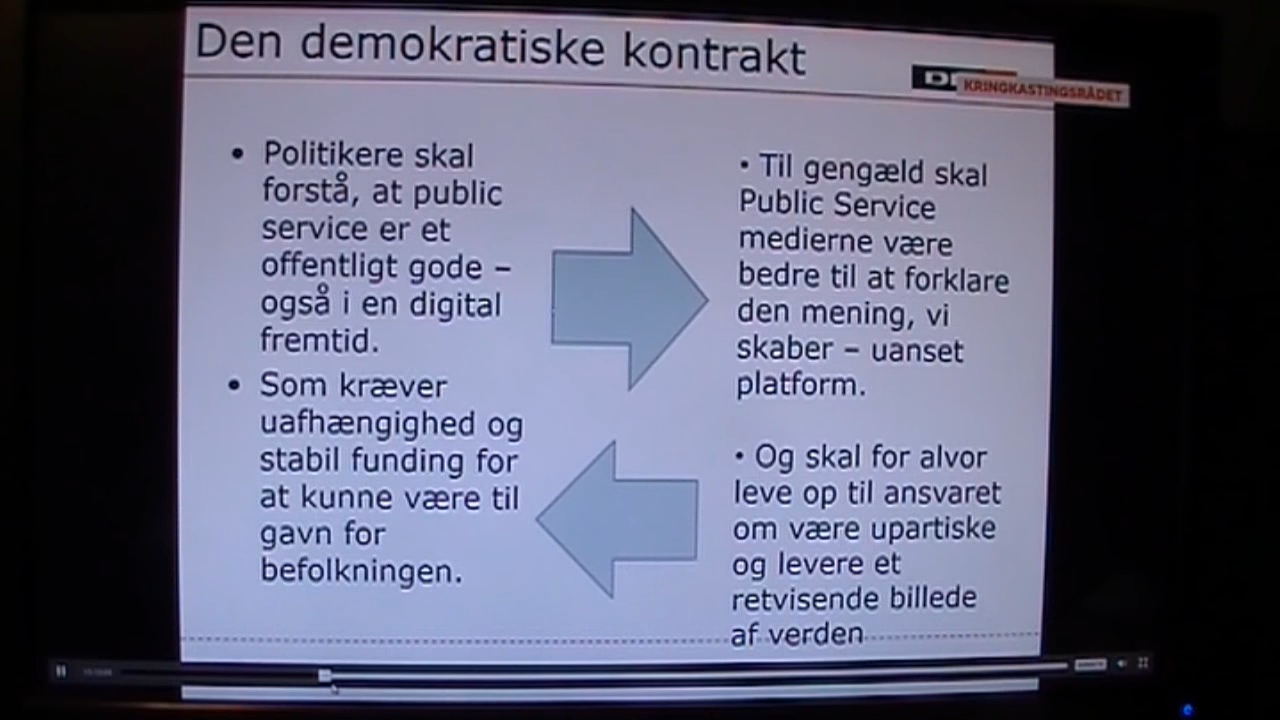 Den demokratiske kontrakt
KRINGKASTINGSRÅDET
• Politikere skal
forstå, at public
service er et
offentligt gode –
også i en digital
fremtid.
• Som kræver
uafhængighed og
stabil funding for
at kunne være til
gavn for
befolkningen.
• Til gengæld skal
Public Service
medierne være
bedre til at forklare
den mening, vi
skaber – uanset
platform.
• Og skal for alvor
leve op til ansvaret
om være upartiske
og levere et
retvisende billede
af verden